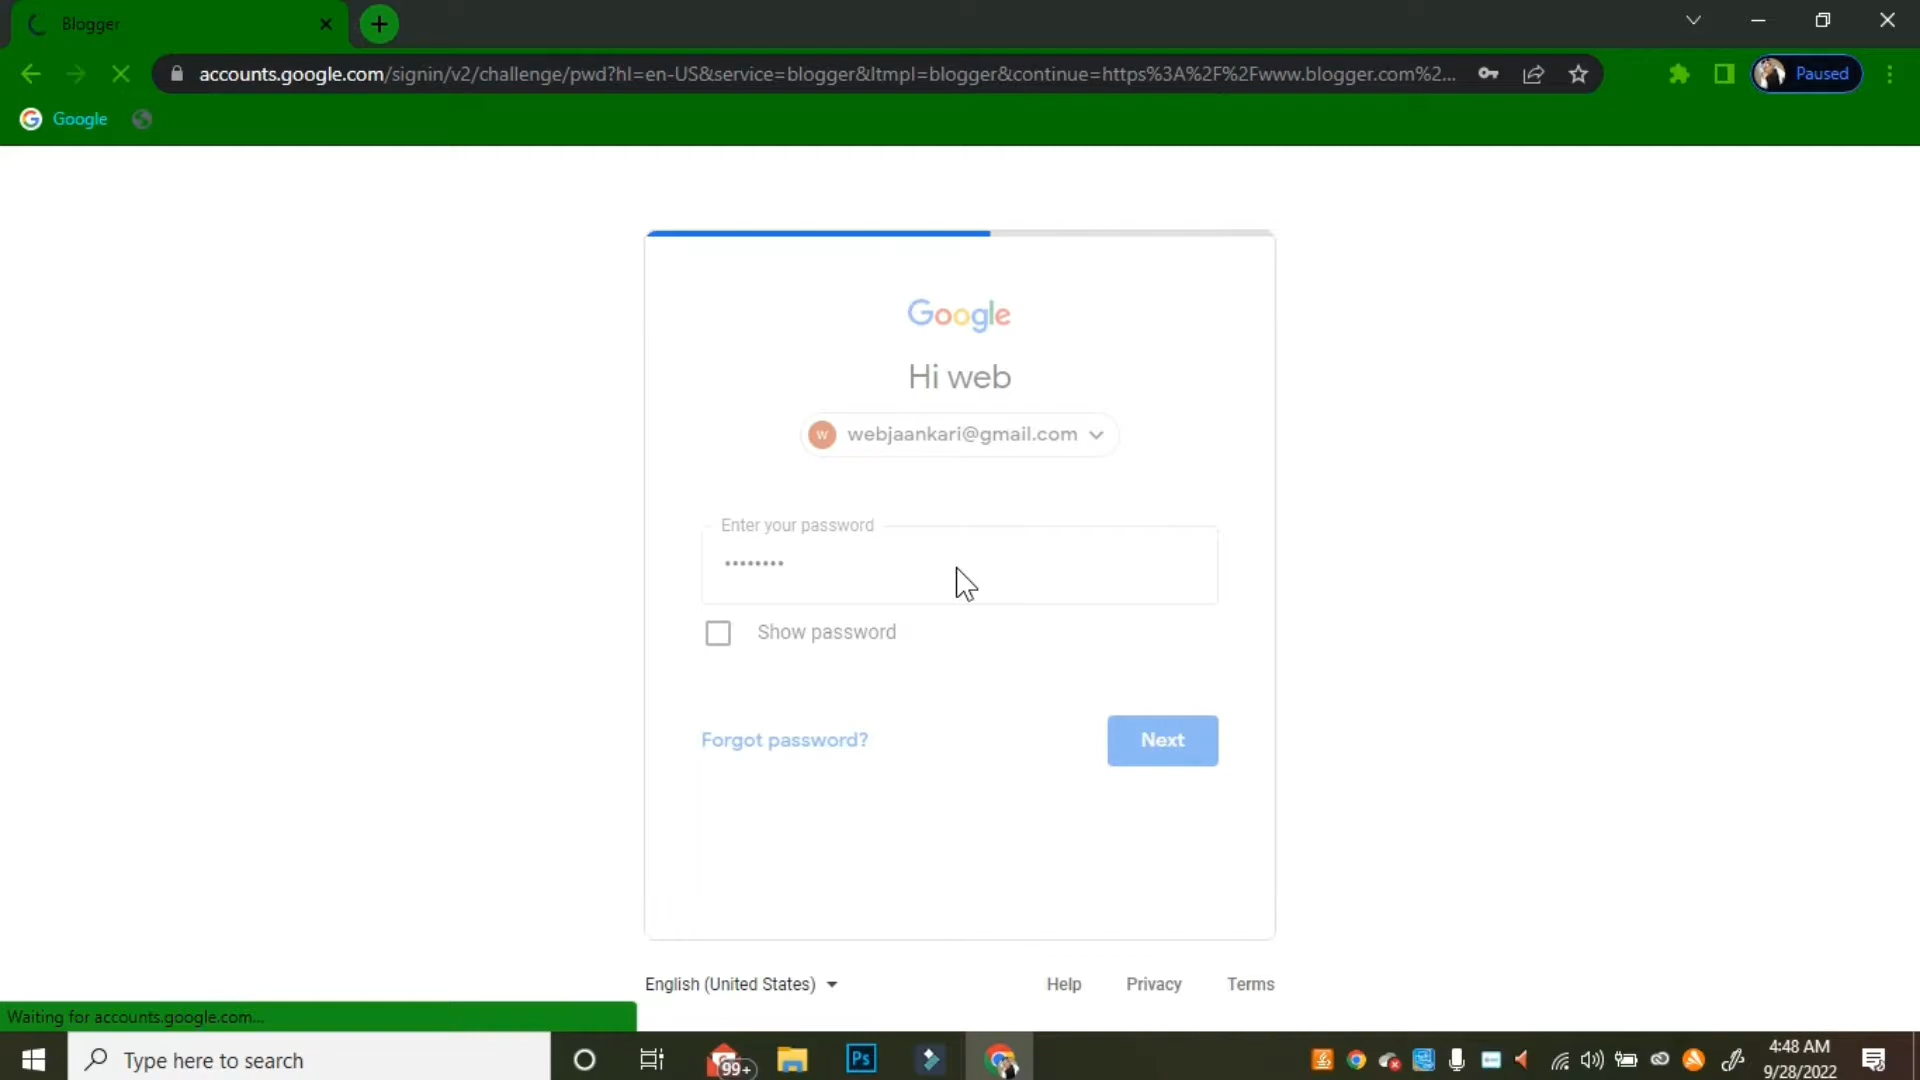 Blogger
accounts.google.com/signin/v2/challenge/pwd?hl=en-US&service=blogger&ltmpl=blogger&continue=https%3A%2F%2Fwww.blogger.com%2...
Paused
Google
Google
Hi web
W
webjaankari@gmail.com
Enter your password
Show password
Forgot password?
Next
English (United States)
Help
Privacy
Terms
Waiting for accounts.google.com...
Type here to search
99+
Ps
4:48 AM
9/28/2022